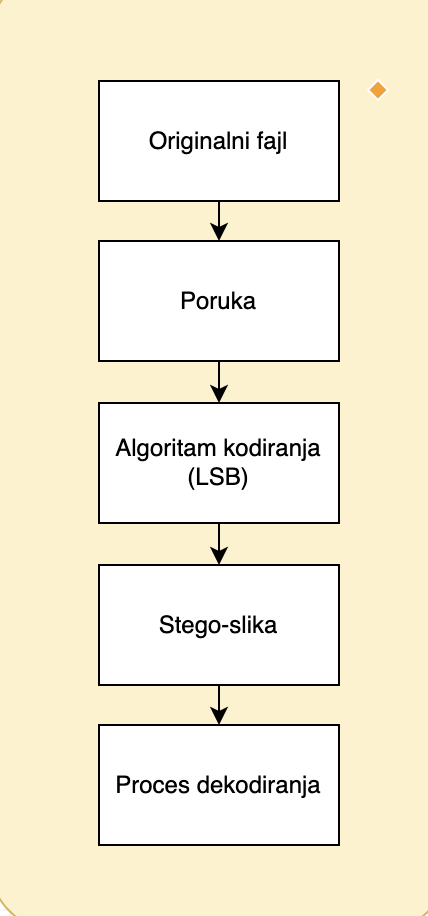 Originalni fajl
Poruka
Algoritam kodiranja
(LSB)
Stego-slika
Proces dekodiranja